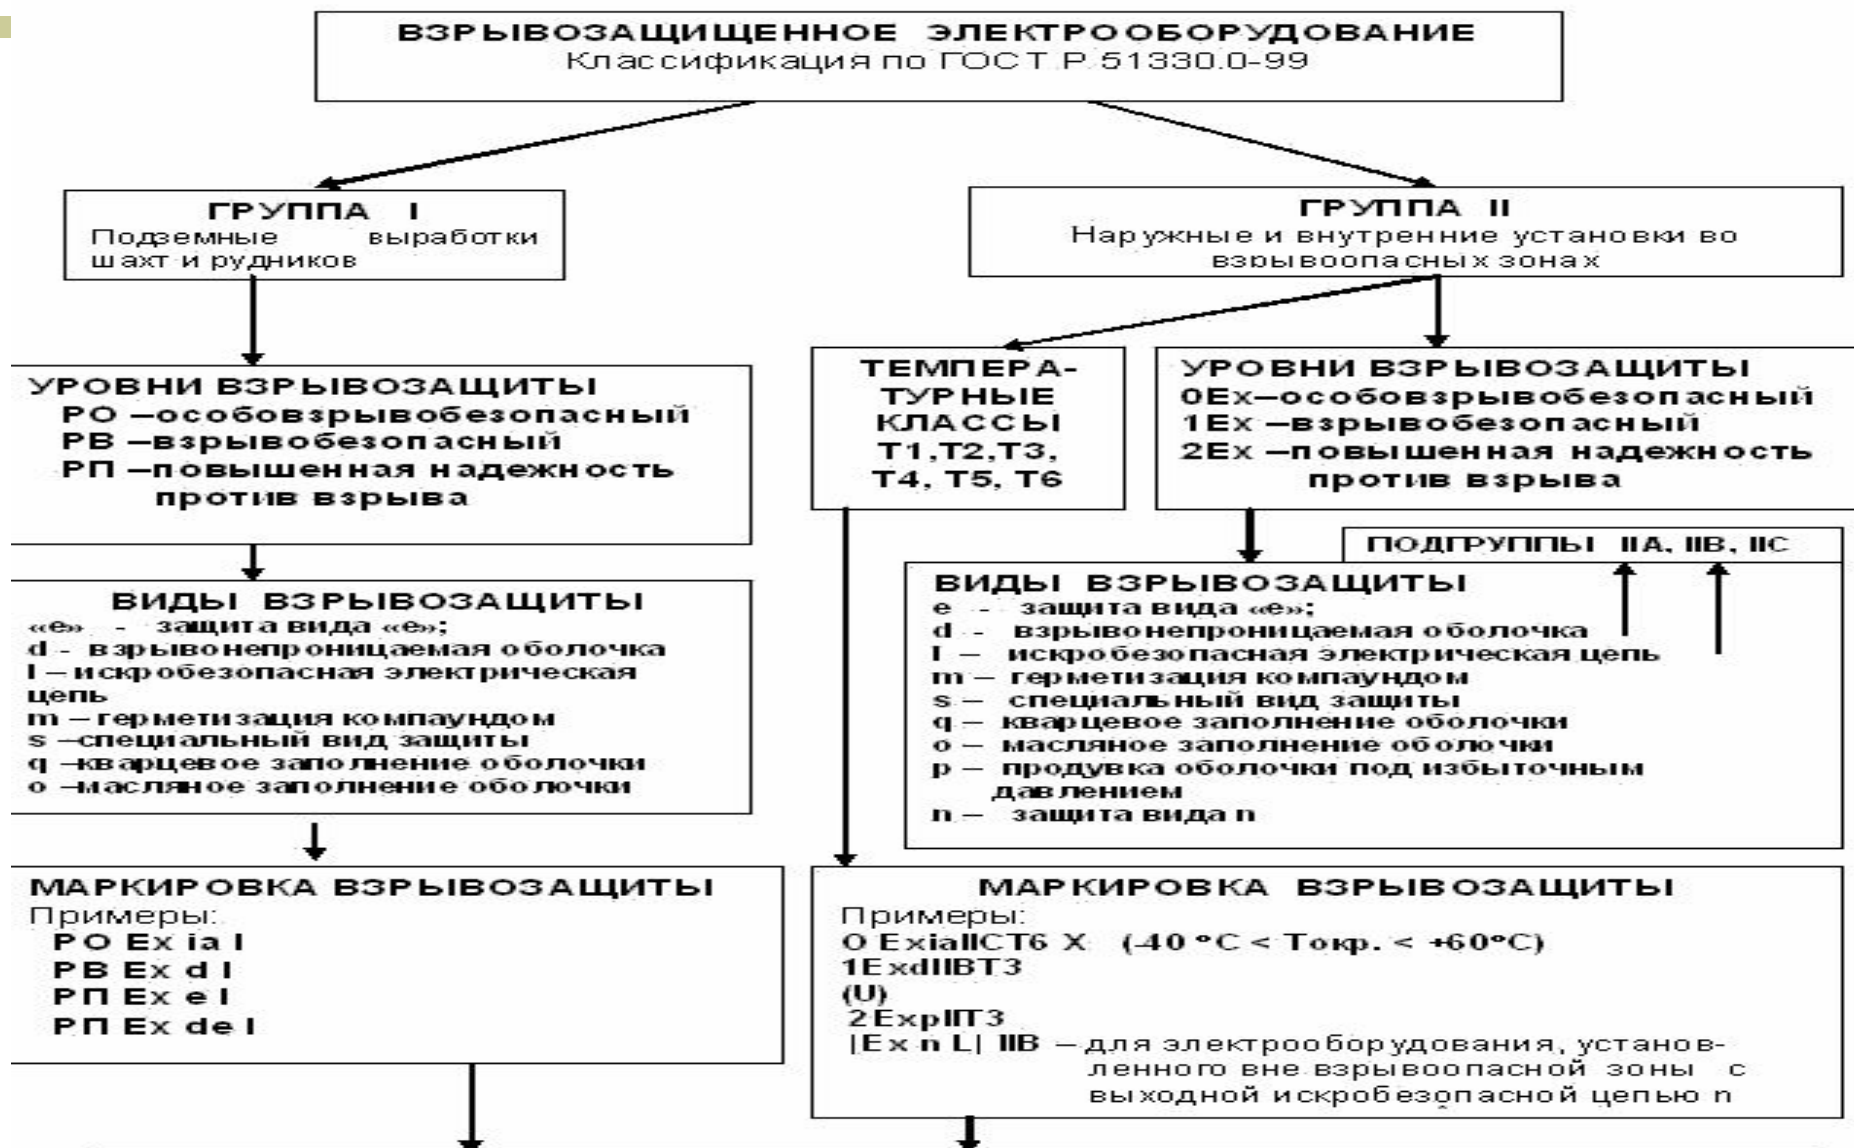 ВЗРЫВОЗАЩИЩЕННОЕ ЭЛЕКТРООБОРУДОВАНИЕ
Классификация по ГОСТ Р 51330.0-99
ГРУППА I
Подземные выработки
шахт и рудников
ГРУППА II
Наружные и внутренние установки во
взрывоопасных зонах
УРОВНИ ВЗРЫВОЗАЩИТЫ
РО –особовзрывобезопасный
РВ –взрывобезопасный
РП –повышенная надежность
против взрыва
ТЕМПЕРА-
ТУРНЫЕ
КЛАССЫ
Т1,Т2,Т3,
Т4, Т5, Т6
УРОВНИ ВЗРЫВОЗАЩИТЫ
0Ех–особовзрывобезопасный
1Ех –взрывобезопасный
2Ех –повышенная надежность
против взрыва
ПОДГРУППЫ IIA, IIB, IIC
ВИДЫ ВЗРЫВОЗАЩИТЫ
«е» - защита вида «е»;
d - взрывонепроницаемая оболочка
I – искробезопасная электрическая
цепь
m – герметизация компаундом
s –специальный вид защиты
q –кварцевое заполнение оболочки
о –масляное заполнение оболочки
ВИДЫ ВЗРЫВОЗАЩИТЫ
е - защита вида «е»;
d - взрывонепроницаемая оболочка
I – искробезопасная электрическая цепь
m – герметизация компаундом
s – специальный вид защиты
q – кварцевое заполнение оболочки
о – масляное заполнение оболочки
р – продувка оболочки под избыточным
давлением
n – защита вида n
МАРКИРОВКА ВЗРЫВОЗАЩИТЫ
Примеры:
РО Ех ia I
РВ Ех d I
РП Ех е I
РП Ех de I
МАРКИРОВКА ВЗРЫВОЗАЩИТЫ
Примеры:
0 ExiaIICT6 X (-40 °C < Токр. < +60°C)
1ExdIIBT3
(U)
2ExpIIT3
|Ex n L| IIB – для электрооборудования, установ-
ленного вне взрывоопасной зоны с
выходной искробезопасной цепью n